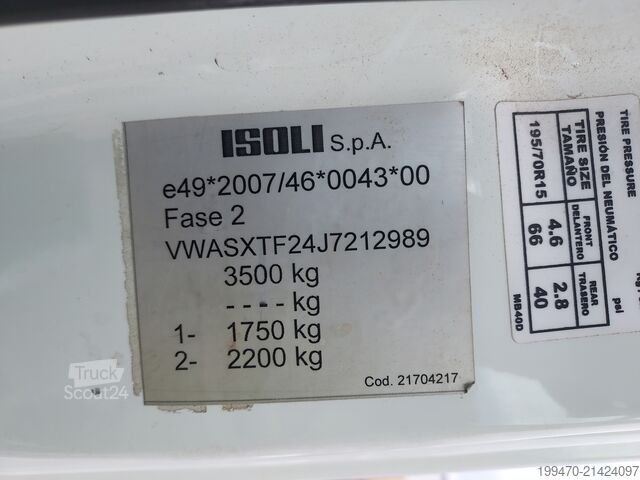 ISOLI S.p.A.
e49*2007/46*0043*00
Fase 2
VWASXTF24J7212989
3500 kg
- - - - kg
1- 1750 kg
2- 2200 kg
Cod. 21704217
TIRE PRESSURE
PRESIÓN DEL NEUMÁTICO
TIRE SIZE
TAMAÑO
FRONT
DELANTERO
REAR
TRASERO
195/70R15
4.6
66
2.8
40
psi
MB40D
Truck
Scout24
199470-21424097